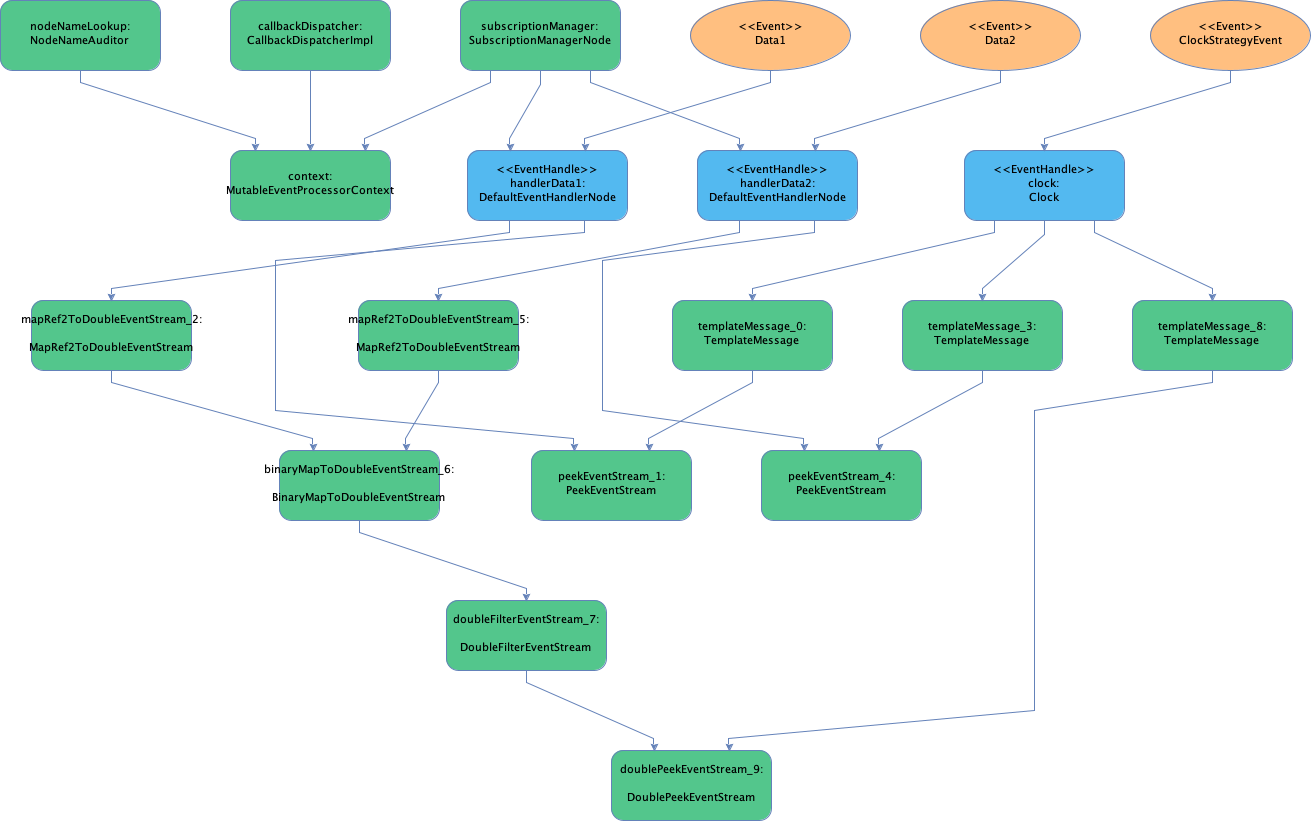 nodeNameLookup:
NodeNameAuditor
callbackDispatcher:
CallbackDispatcherImpl
subscriptionManager:
SubscriptionManagerNode
<<Event>>
Data1
<<Event>>
Data2
<<Event>>
ClockStrategyEvent
context:
MutableEventProcessorContext
<<EventHandle>>
handlerData1:
DefaultEventHandlerNode
<<EventHandle>>
handlerData2:
DefaultEventHandlerNode
<<EventHandle>>
clock:
Clock
mapRef2ToDoubleEventStream_2:
MapRef2ToDoubleEventStream
mapRef2ToDoubleEventStream_5:
MapRef2ToDoubleEventStream
templateMessage_0:
TemplateMessage
templateMessage_3:
TemplateMessage
templateMessage_8:
TemplateMessage
binaryMapToDoubleEventStream_6:
BinaryMapToDoubleEventStream
peekEventStream_1:
PeekEventStream
peekEventStream_4:
PeekEventStream
doubleFilterEventStream_7:
DoubleFilterEventStream
doublePeekEventStream_9:
DoublePeekEventStream